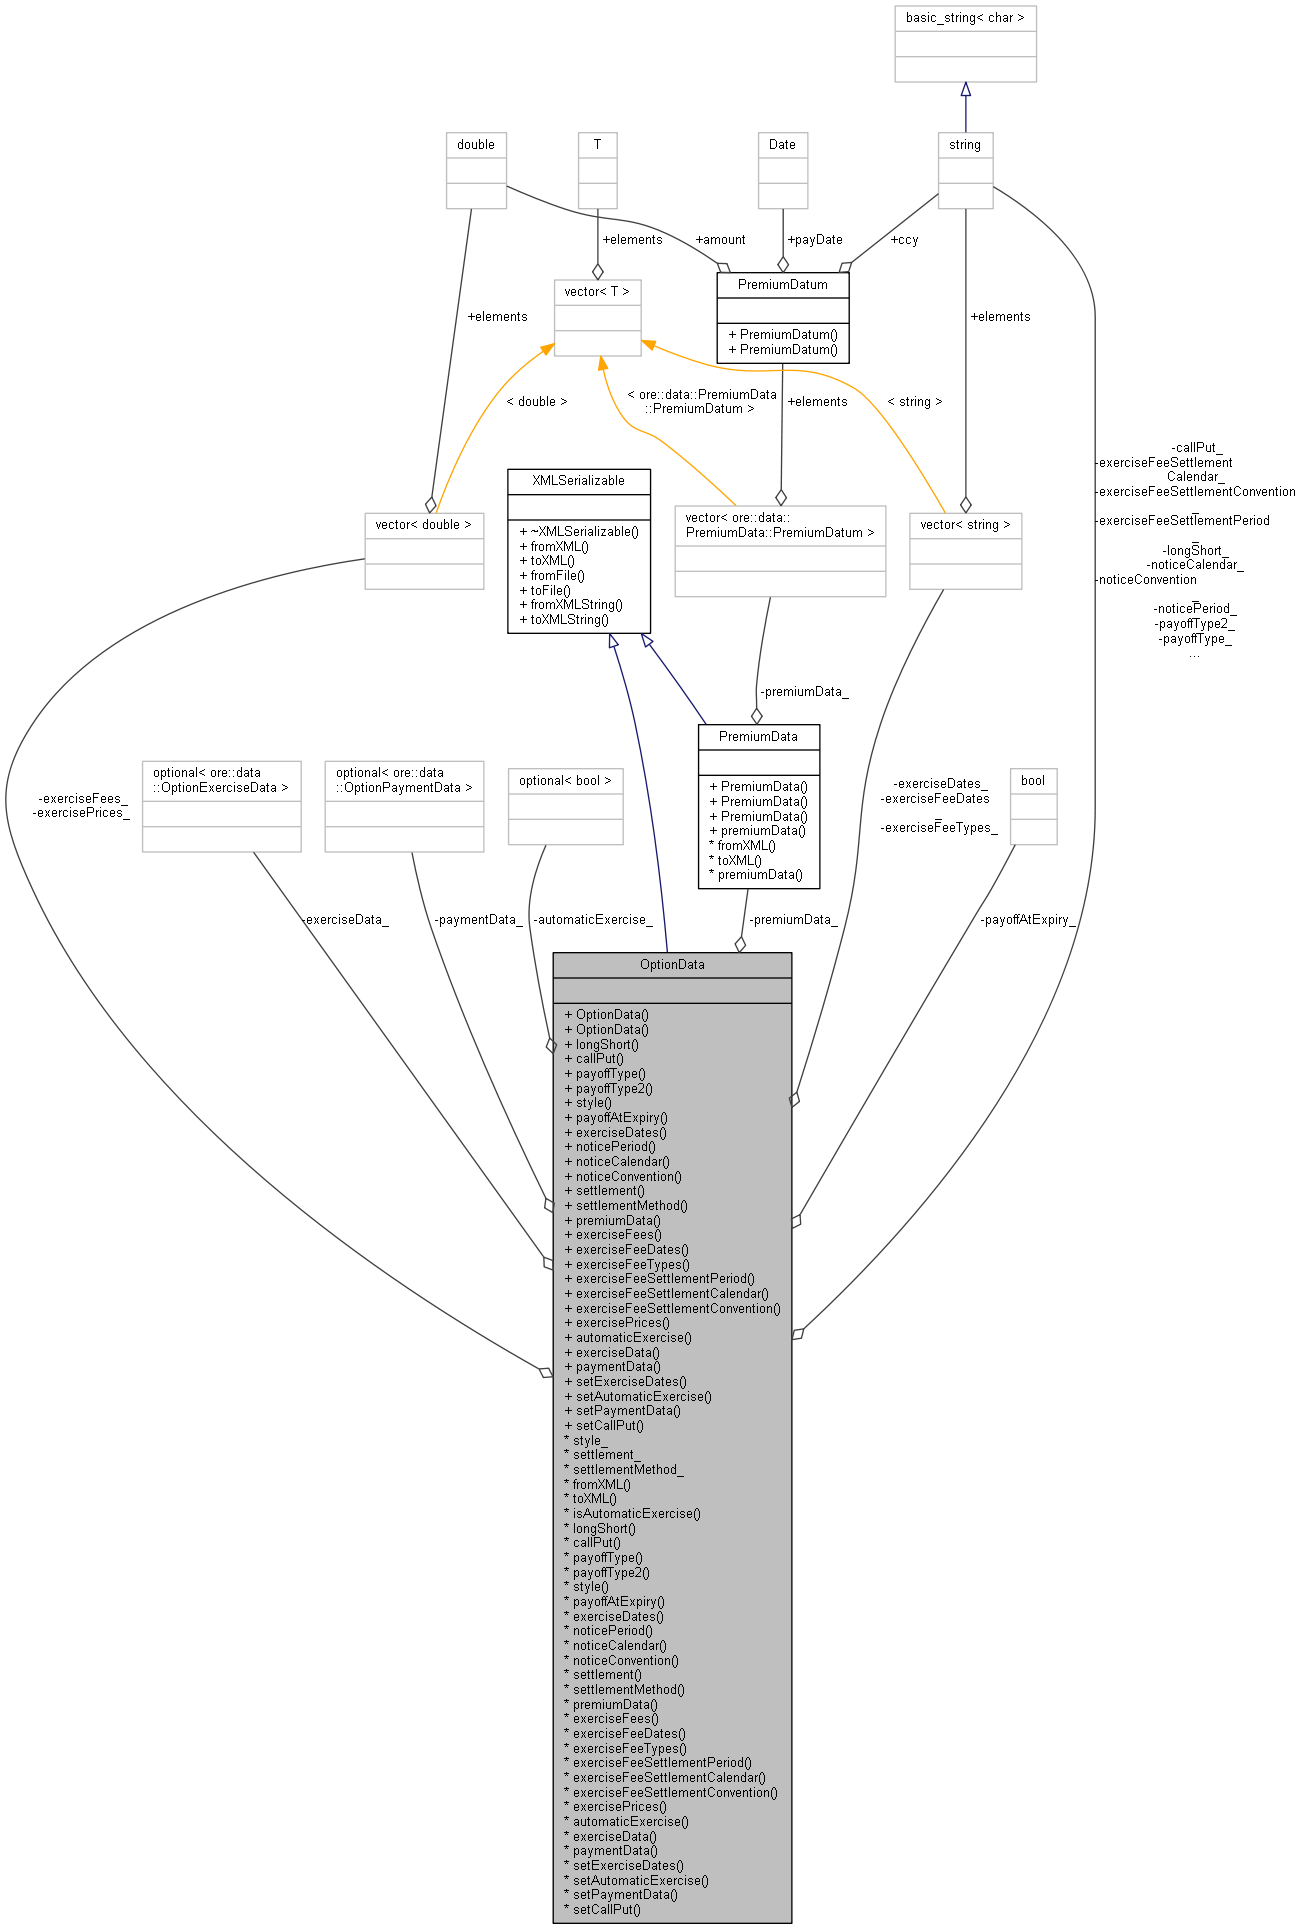 basic_string< char >
double
T
Date
string
+elements
+amount
+payDate
+ccy
vector< T >
PremiumDatum
+ PremiumDatum()
+ PremiumDatum()
+elements
+elements
< double >
< ore::data::PremiumData
::PremiumDatum >
+elements
< string >
-callPut_
-exerciseFeeSettlement
Calendar_
-exerciseFeeSettlementConvention
_
-exerciseFeeSettlementPeriod
_
-longShort_
-noticeCalendar_
-noticeConvention
_
-noticePeriod_
-payoffType2_
-payoffType_
...
XMLSerializable
+ ~XMLSerializable()
+ fromXML()
+ toXML()
+ fromFile()
+ toFile()
+ fromXMLString()
+ toXMLString()
vector< double >
vector< ore::data::
PremiumData::PremiumDatum >
vector< string >
-premiumData_
PremiumData
+ PremiumData()
+ PremiumData()
+ PremiumData()
+ premiumData()
* fromXML()
* toXML()
* premiumData()
-exerciseFees_
-exercisePrices_
optional< ore::data
::OptionExerciseData >
optional< ore::data
::OptionPaymentData >
optional< bool >
-exerciseDates_
-exerciseFeeDates
_
-exerciseFeeTypes_
bool
-exerciseData_
-paymentData_
-automaticExercise_
-premiumData_
-payoffAtExpiry_
OptionData
+ OptionData()
+ OptionData()
+ longShort()
+ callPut()
+ payoffType()
+ payoffType2()
+ style()
+ payoffAtExpiry()
+ exerciseDates()
+ noticePeriod()
+ noticeCalendar()
+ noticeConvention()
+ settlement()
+ settlementMethod()
+ premiumData()
+ exerciseFees()
+ exerciseFeeDates()
+ exerciseFeeTypes()
+ exerciseFeeSettlementPeriod()
+ exerciseFeeSettlementCalendar()
+ exerciseFeeSettlementConvention()
+ exercisePrices()
+ automaticExercise()
+ exerciseData()
+ paymentData()
+ setExerciseDates()
+ setAutomaticExercise()
+ setPaymentData()
+ setCallPut()
* style_
* settlement_
* settlementMethod_
* fromXML()
* toXML()
* isAutomaticExercise()
* longShort()
* callPut()
* payoffType()
* payoffType2()
* style()
* payoffAtExpiry()
* exerciseDates()
* noticePeriod()
* noticeCalendar()
* noticeConvention()
* settlement()
* settlementMethod()
* premiumData()
* exerciseFees()
* exerciseFeeDates()
* exerciseFeeTypes()
* exerciseFeeSettlementPeriod()
* exerciseFeeSettlementCalendar()
* exerciseFeeSettlementConvention()
* exercisePrices()
* automaticExercise()
* exerciseData()
* paymentData()
* setExerciseDates()
* setAutomaticExercise()
* setPaymentData()
* setCallPut()